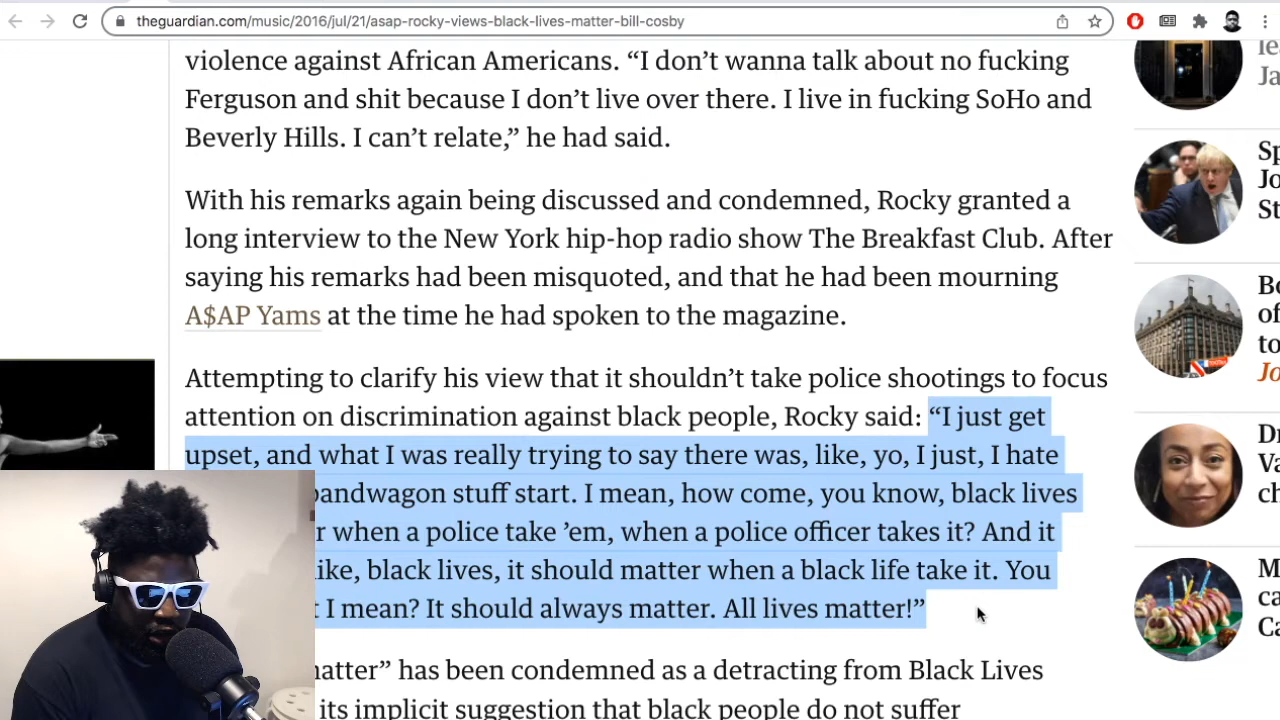 theguardian.com/music/2016/jul/21/asap-rocky-views-black-lives-matter-bill-cosby
violence against African Americans. “I don’t wanna talk about no fucking
Ferguson and shit because I don’t live over there. I live in fucking SoHo and
Beverly Hills. I can’t relate,” he had said.
With his remarks again being discussed and condemned, Rocky granted a
long interview to the New York hip-hop radio show The Breakfast Club. After
saying his remarks had been misquoted, and that he had been mourning
A$AP Yams at the time he had spoken to the magazine.
Attempting to clarify his view that it shouldn’t take police shootings to focus
attention on discrimination against black people, Rocky said: “I just get
upset, and what I was really trying to say there was, like, yo, I just, I hate
bandwagon stuff start. I mean, how come, you know, black lives
when a police take ’em, when a police officer takes it? And it
like, black lives, it should matter when a black life take it. You
I mean? It should always matter. All lives matter!”
matter” has been condemned as a detracting from Black Lives
its implicit suggestion that black people do not suffer